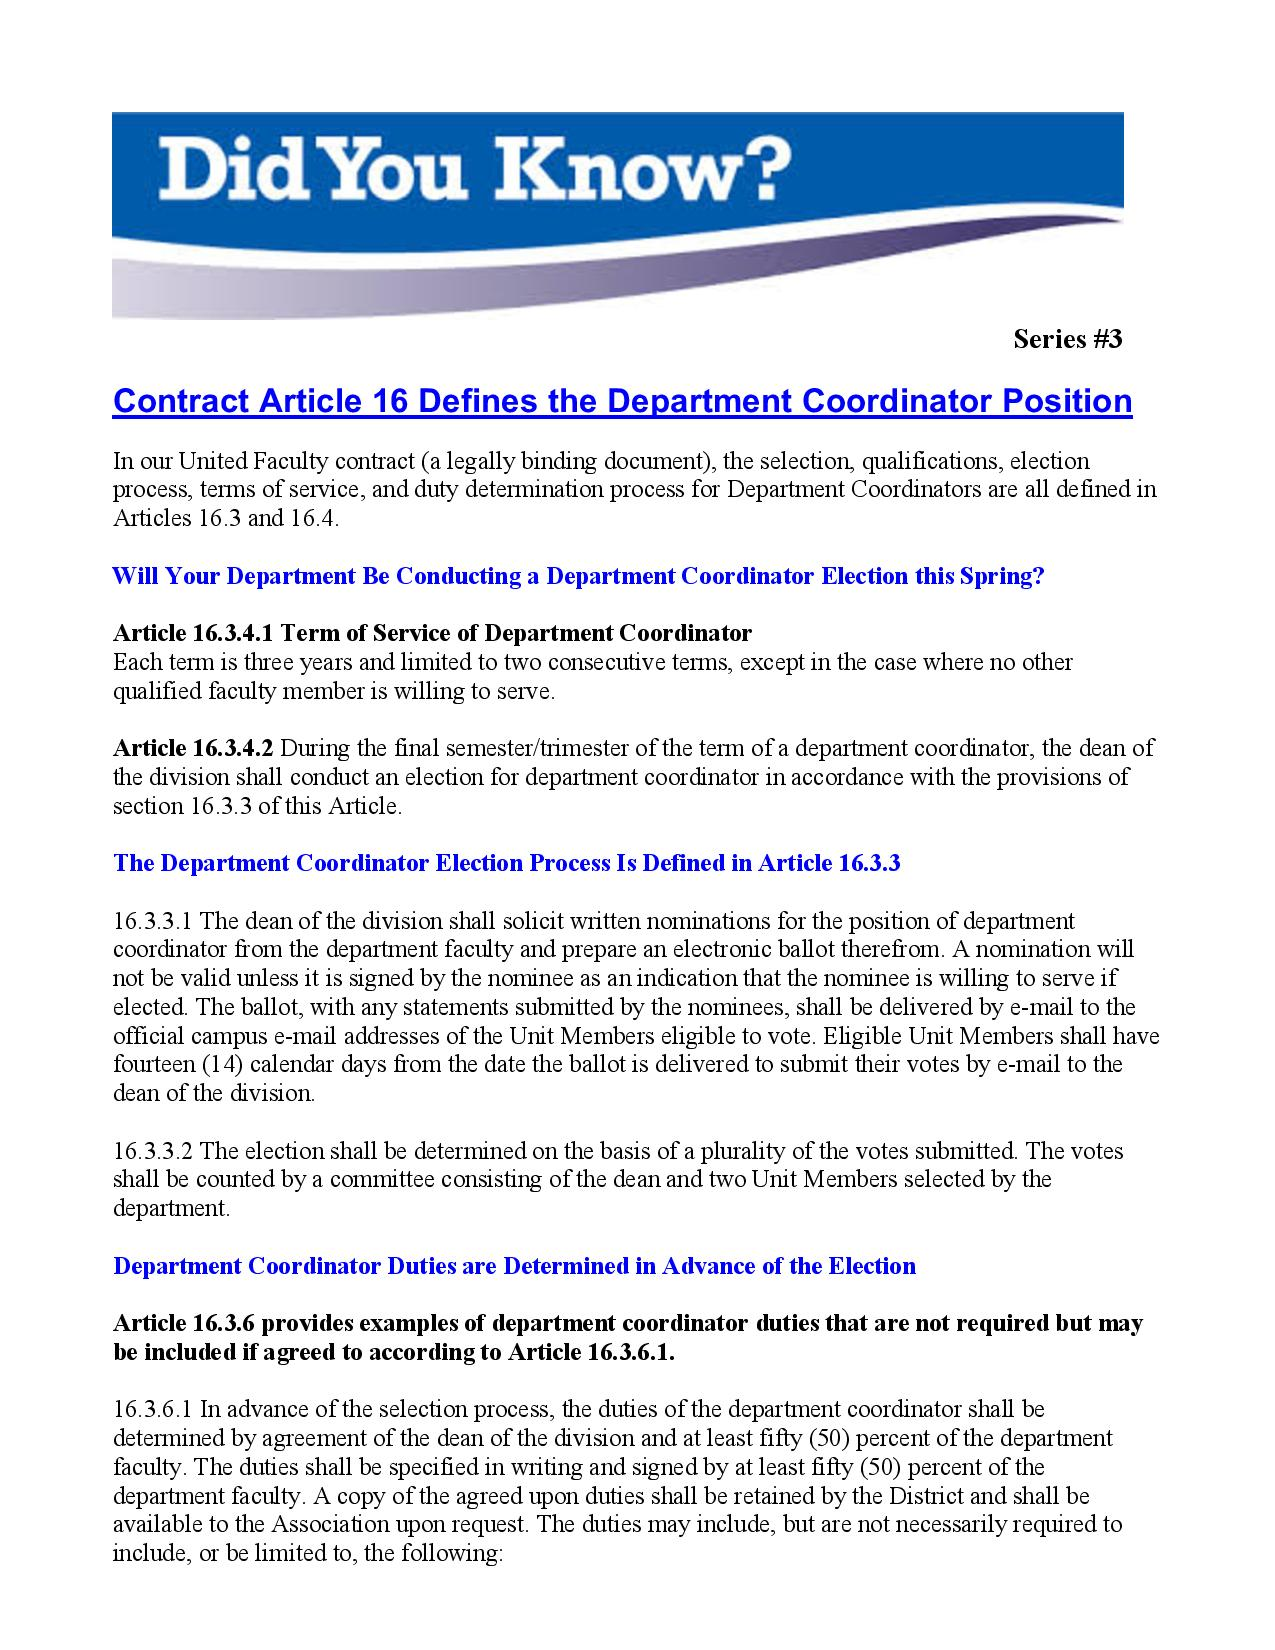 Did You Know?
Series #3
Contract Article 16 Defines the Department Coordinator Position
In our United Faculty contract (a legally binding document), the selection, qualifications, election
process, terms of service, and duty determination process for Department Coordinators are all defined in
Articles 16.3 and 16.4.
Will Your Department Be Conducting a Department Coordinator Election this Spring?
Article 16.3.4.1 Term of Service of Department Coordinator
Each term is three years and limited to two consecutive terms, except in the case where no other
qualified faculty member is willing to serve.
Article 16.3.4.2 During the final semester/trimester of the term of a department coordinator, the dean of
the division shall conduct an election for department coordinator in accordance with the provisions of
section 16.3.3 of this Article.
The Department Coordinator Election Process Is Defined in Article 16.3.3
16.3.3.1 The dean of the division shall solicit written nominations for the position of department
coordinator from the department faculty and prepare an electronic ballot therefrom. A nomination will
not be valid unless it is signed by the nominee as an indication that the nominee is willing to serve if
elected. The ballot, with any statements submitted by the nominees, shall be delivered by e-mail to the
official campus e-mail addresses of the Unit Members eligible to vote. Eligible Unit Members shall have
fourteen (14) calendar days from the date the ballot is delivered to submit their votes by e-mail to the
dean of the division.
16.3.3.2 The election shall be determined on the basis of a plurality of the votes submitted. The votes
shall be counted by a committee consisting of the dean and two Unit Members selected by the
department.
Department Coordinator Duties are Determined in Advance of the Election
Article 16.3.6 provides examples of department coordinator duties that are not required but may
be included if agreed to according to Article 16.3.6.1.
16.3.6.1 In advance of the selection process, the duties of the department coordinator shall be
determined by agreement of the dean of the division and at least fifty (50) percent of the department
faculty. The duties shall be specified in writing and signed by at least fifty (50) percent of the
department faculty. A copy of the agreed upon duties shall be retained by the District and shall be
available to the Association upon request. The duties may include, but are not necessarily required to
include, or be limited to, the following: